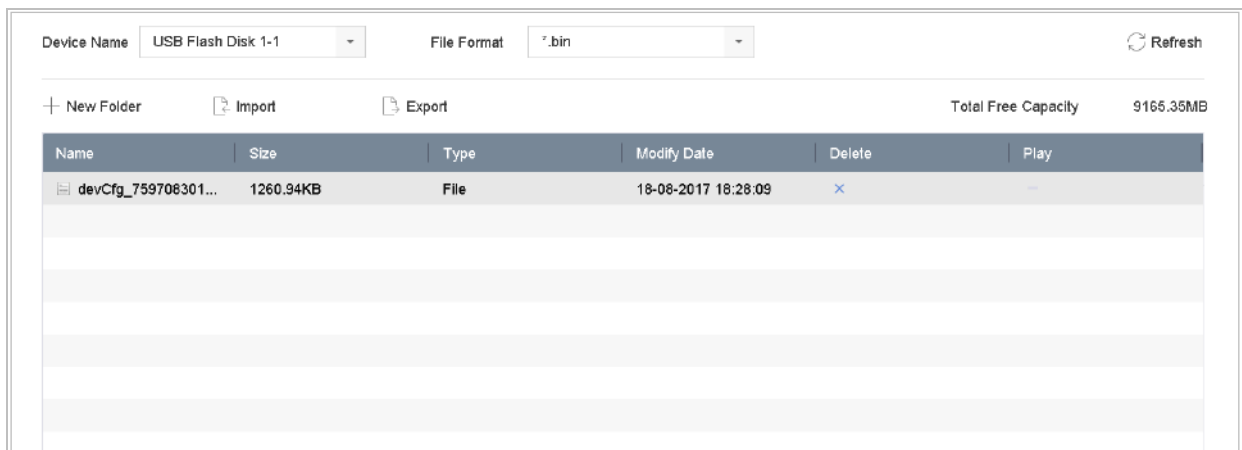 Device Name USB Flash Disk 1-1 File Format *.bin Refresh
New Folder Import Export Total Free Capacity 9165.35MB
Name Size Type Modify Date Delete Play
devCfg_759708301... 1260.94KB File 18-08-2017 18:28:09